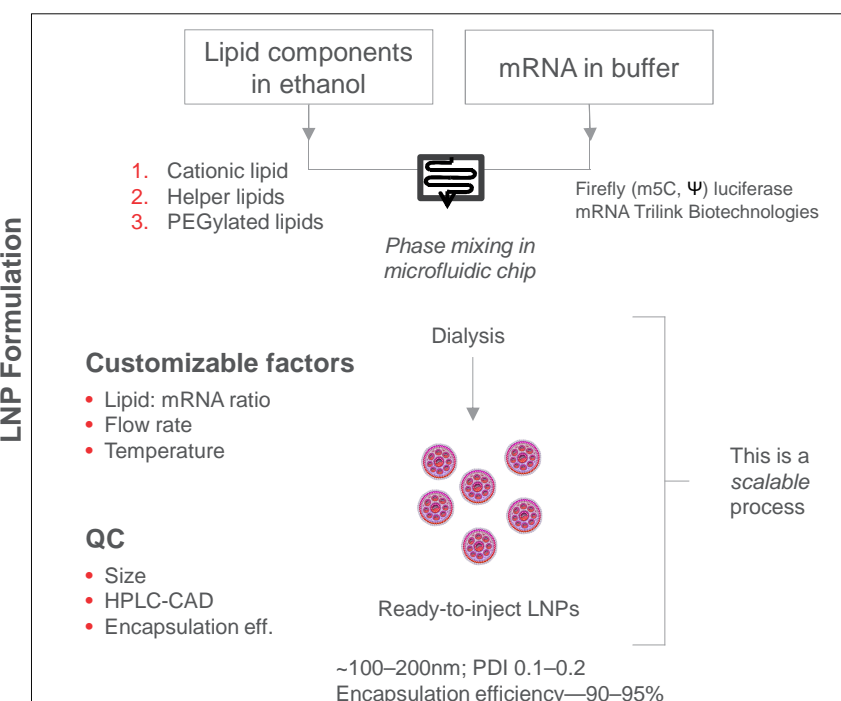 LNP Formulation
Lipid components
in ethanol
mRNA in buffer
1. Cationic lipid
2. Helper lipids
3. PEGylated lipids
Firefly (m5C, Ψ) luciferase
mRNA Trilink Biotechnologies
Phase mixing in
microfluidic chip
Dialysis
Customizable factors
• Lipid: mRNA ratio
• Flow rate
• Temperature
This is a
scalable
process
QC
• Size
• HPLC-CAD
• Encapsulation eff.
Ready-to-inject LNPs
~100–200nm; PDI 0.1–0.2
Encapsulation efficiency—90–95%